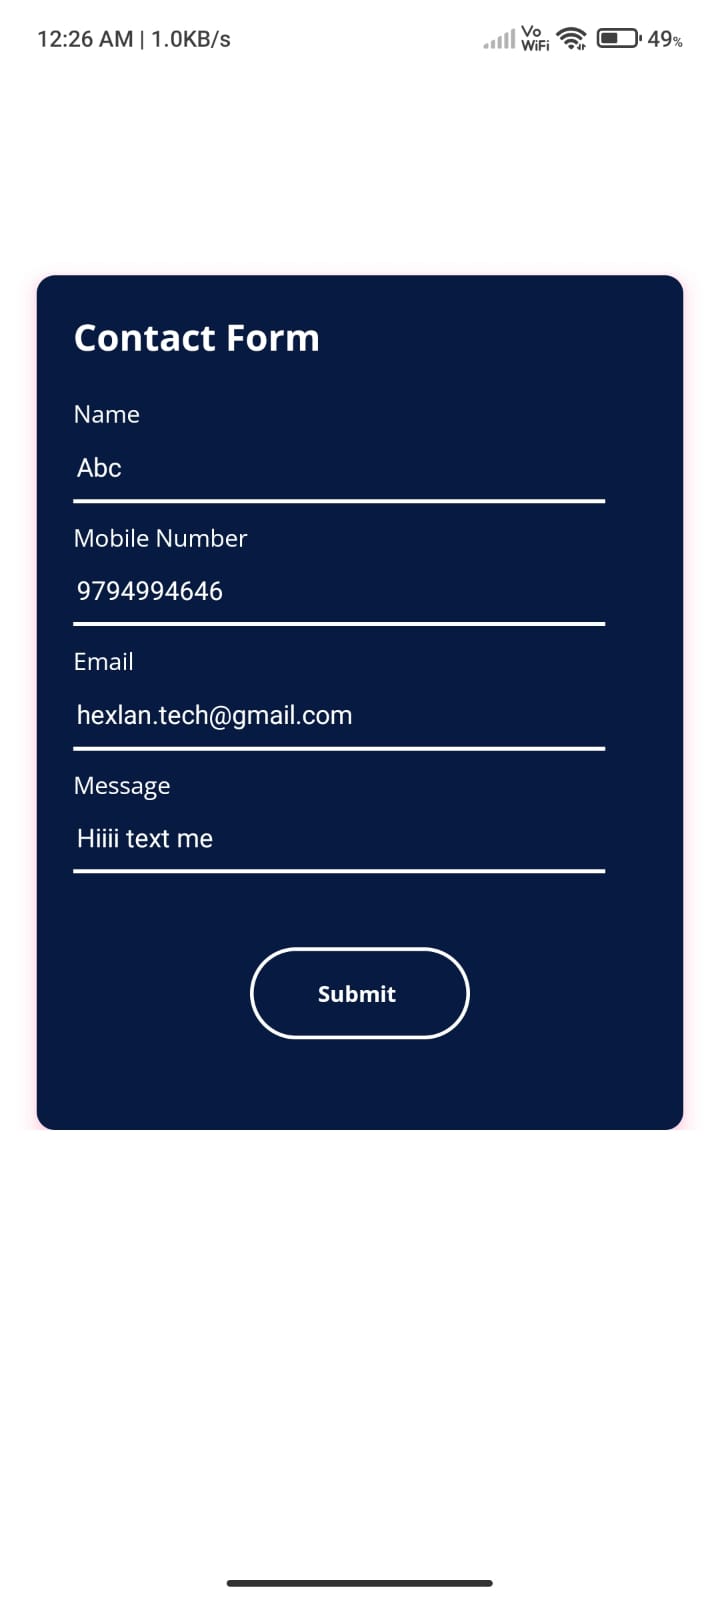 12:26 AM | 1.0KB/s Vo WiFi 49%
Contact Form
Name
Abc
Mobile Number
9794994646
Email
hexlan.tech@gmail.com
Message
Hiiii text me
Submit